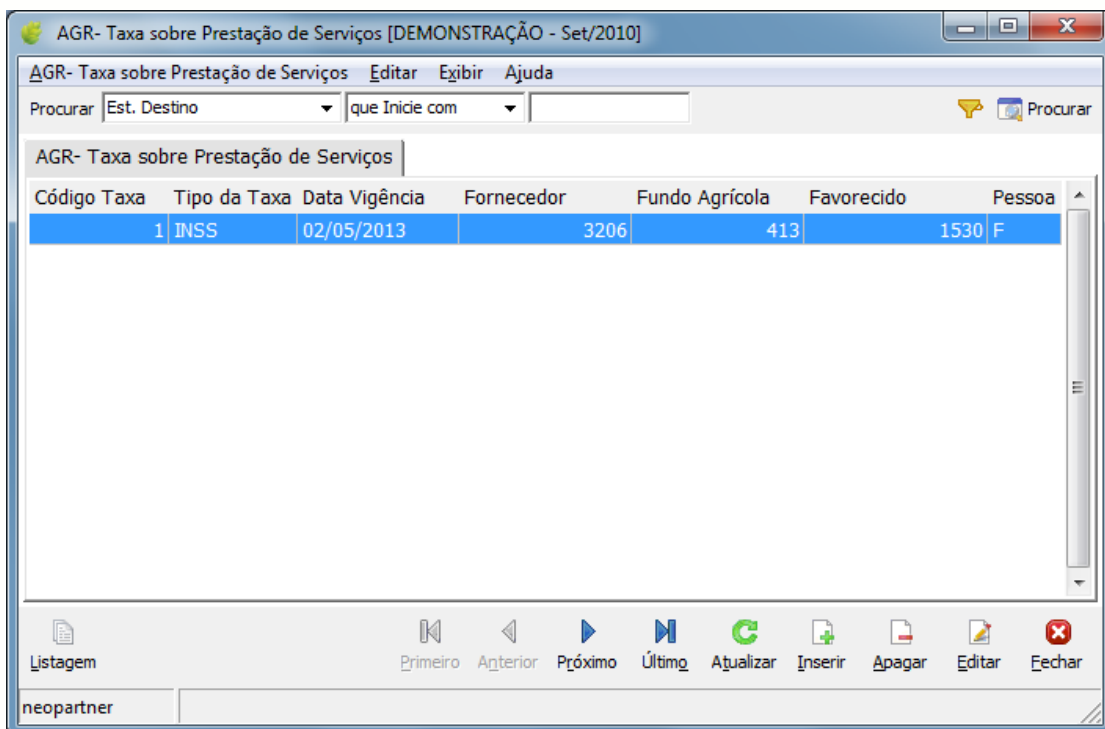 AGR- Taxa sobre Prestação de Serviços [DEMONSTRAÇÃO - Set/2010]
AGR- Taxa sobre Prestação de Serviços Editar Exibir Ajuda
Procurar Est. Destino que Inicie com Procurar
AGR- Taxa sobre Prestação de Serviços
Código Taxa Tipo da Taxa Data Vigência Fornecedor Fundo Agrícola Favorecido Pessoa
1 INSS 02/05/2013 3206 413 1530 F
Listagem Primeiro Anterior Próximo Último Atualizar Inserir Apagar Editar Fechar
neopartner